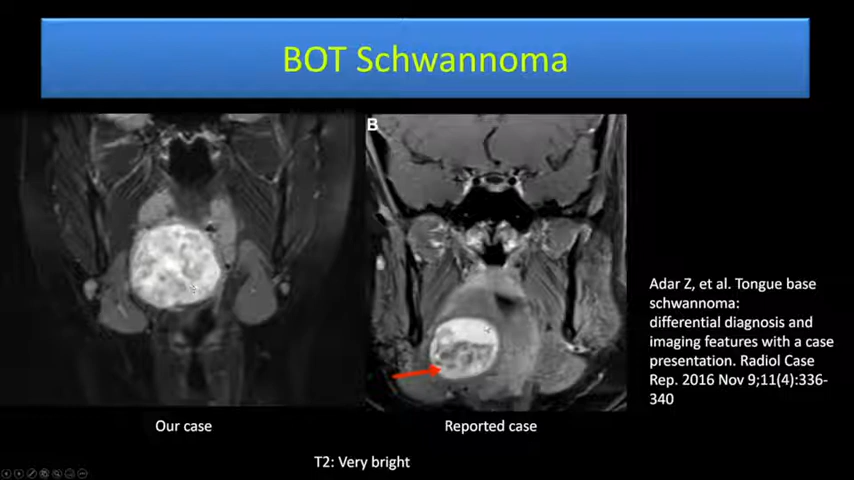 BOT Schwannoma
B
Adar Z, et al. Tongue base
schwannoma:
differential diagnosis and
imaging features with a case
presentation. Radiol Case
Rep. 2016 Nov 9;11(4):336-
340
Our case
Reported case
T2: Very bright